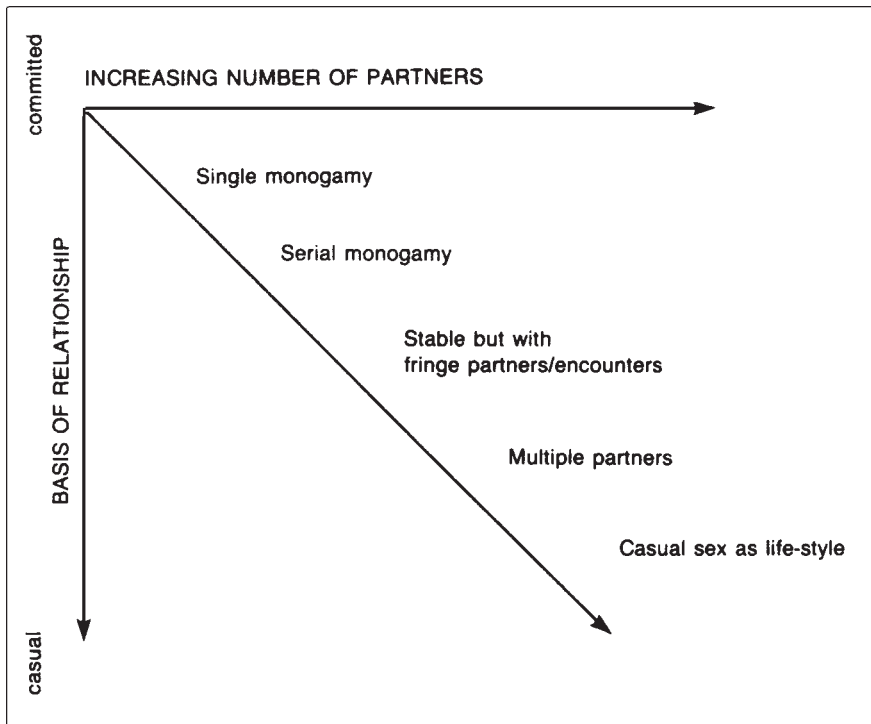 committed
INCREASING NUMBER OF PARTNERS
Single monogamy
Serial monogamy
BASIS OF RELATIONSHIP
Stable but with
fringe partners/encounters
Multiple partners
Casual sex as life-style
casual